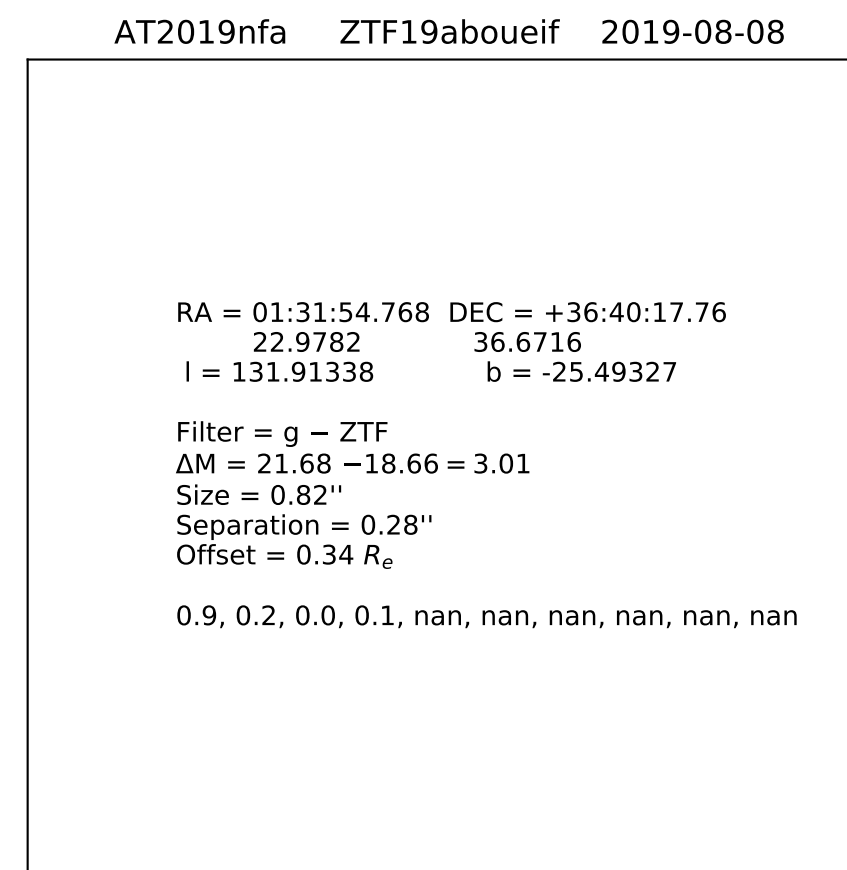 AT2019nfa ZTF19aboueif 2019-08-08
RA = 01:31:54.768 DEC = +36:40:17.76
22.9782 36.6716
l = 131.91338 b = -25.49327
Filter = g − ZTF
ΔM = 21.68 −18.66 = 3.01
Size = 0.82''
Separation = 0.28''
Offset = 0.34 Rₑ
0.9, 0.2, 0.0, 0.1, nan, nan, nan, nan, nan, nan